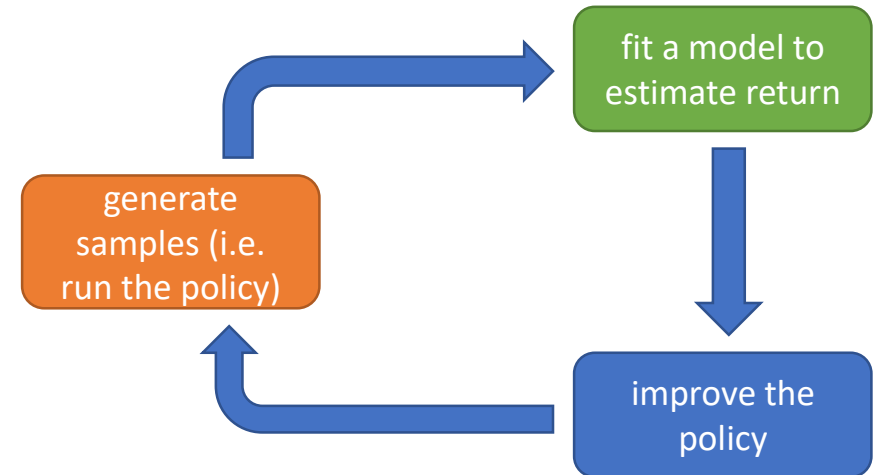 fit a model to
estimate return
generate
samples (i.e.
run the policy)
improve the
policy